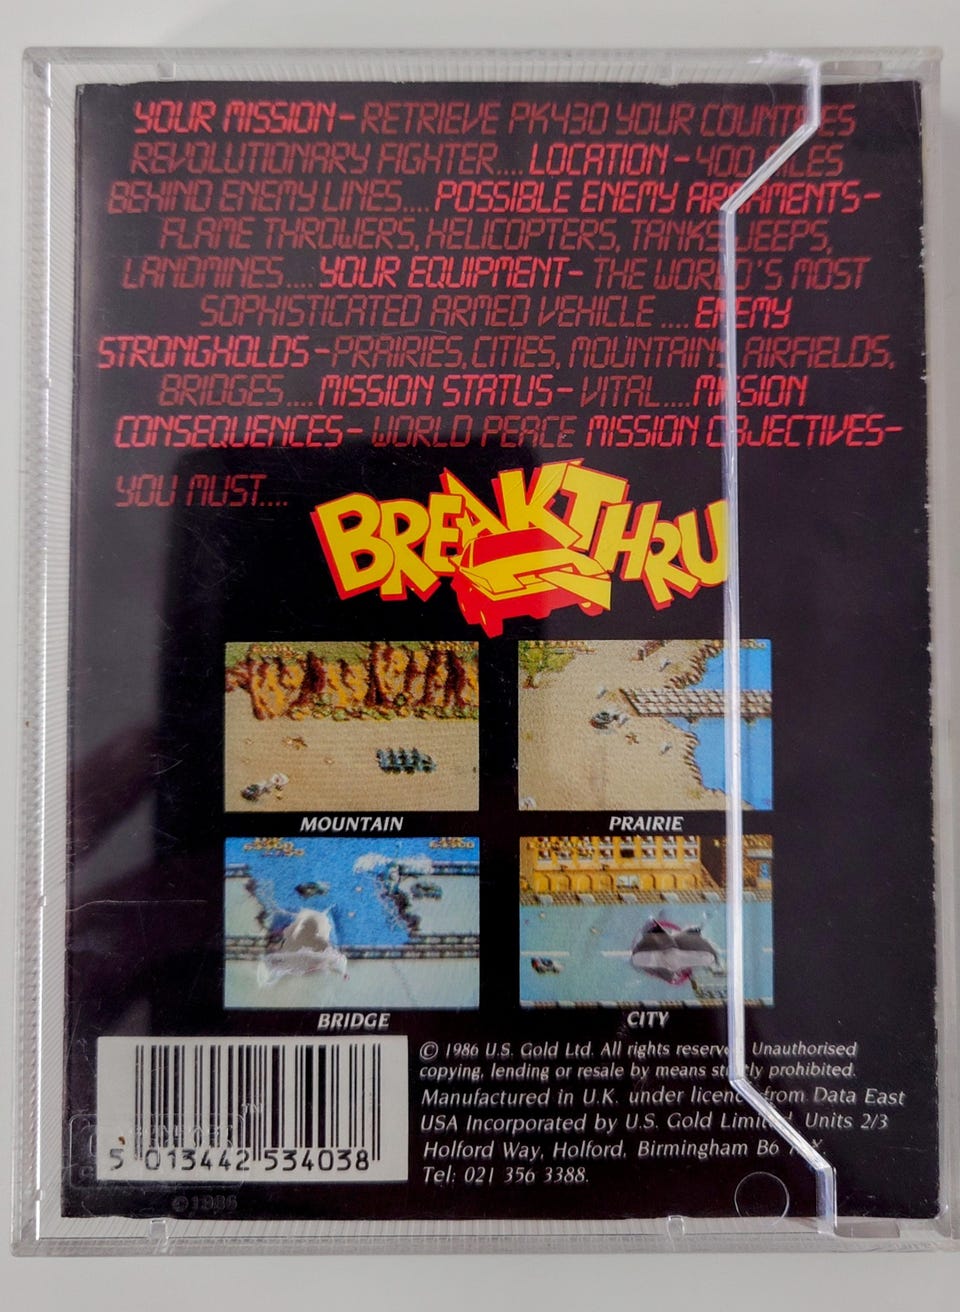 YOUR MISSION - RETRIEVE PK430 YOUR COUNTRIES
REVOLUTIONARY FIGHTER.... LOCATION - 400 MILES
BEHIND ENEMY LINES.... POSSIBLE ENEMY ARMAMENTS -
FLAME THROWERS, HELICOPTERS, TANKS, JEEPS,
LANDMINES.... YOUR EQUIPMENT - THE WORLD'S MOST
SOPHISTICATED ARMED VEHICLE .... ENEMY
STRONGHOLDS - PRAIRIES, CITIES, MOUNTAINS, AIRFIELDS,
BRIDGES .... MISSION STATUS - VITAL .... MISSION
CONSEQUENCES - WORLD PEACE MISSION OBJECTIVES -
YOU MUST....
BREAKTHRU
MOUNTAIN
PRAIRIE
BRIDGE
CITY
© 1986 U.S. Gold Ltd. All rights reserved. Unauthorised
copying, lending or resale by means strictly prohibited.
Manufactured in U.K. under licence from Data East
USA Incorporated by U.S. Gold Limited, Units 2/3
Holford Way, Holford, Birmingham B6
Tel: 021 356 3388.
5 013442 534038
©1986